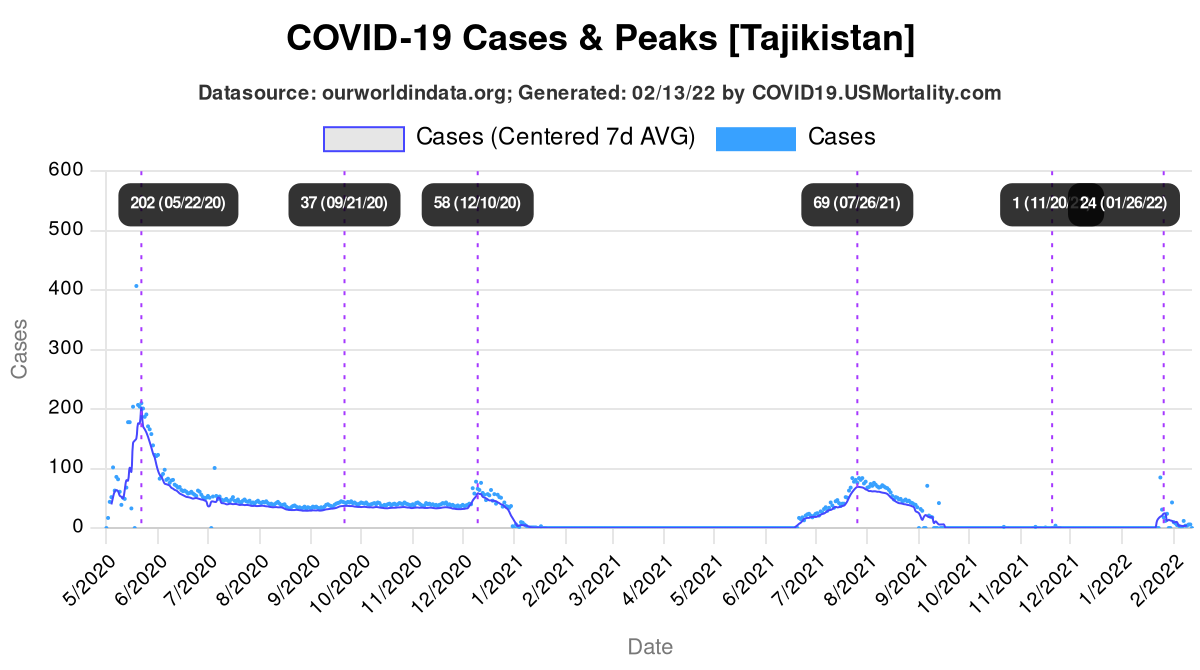 COVID-19 Cases & Peaks [Tajikistan]
Datasource: ourworldindata.org; Generated: 02/13/22 by COVID19.USMortality.com
Cases (Centered 7d AVG) Cases
600
202 (05/22/20) 37 (09/21/20) 58 (12/10/20) 69 (07/26/21) 1 (11/20/ 24 (01/26/22)
500
400
300
200
100
0
Cases
5/2020 6/2020 7/2020 8/2020 9/2020 10/2020 11/2020 12/2020 1/2021 2/2021 3/2021 4/2021 5/2021 6/2021 7/2021 8/2021 9/2021 10/2021 11/2021 12/2021 1/2022 2/2022
Date